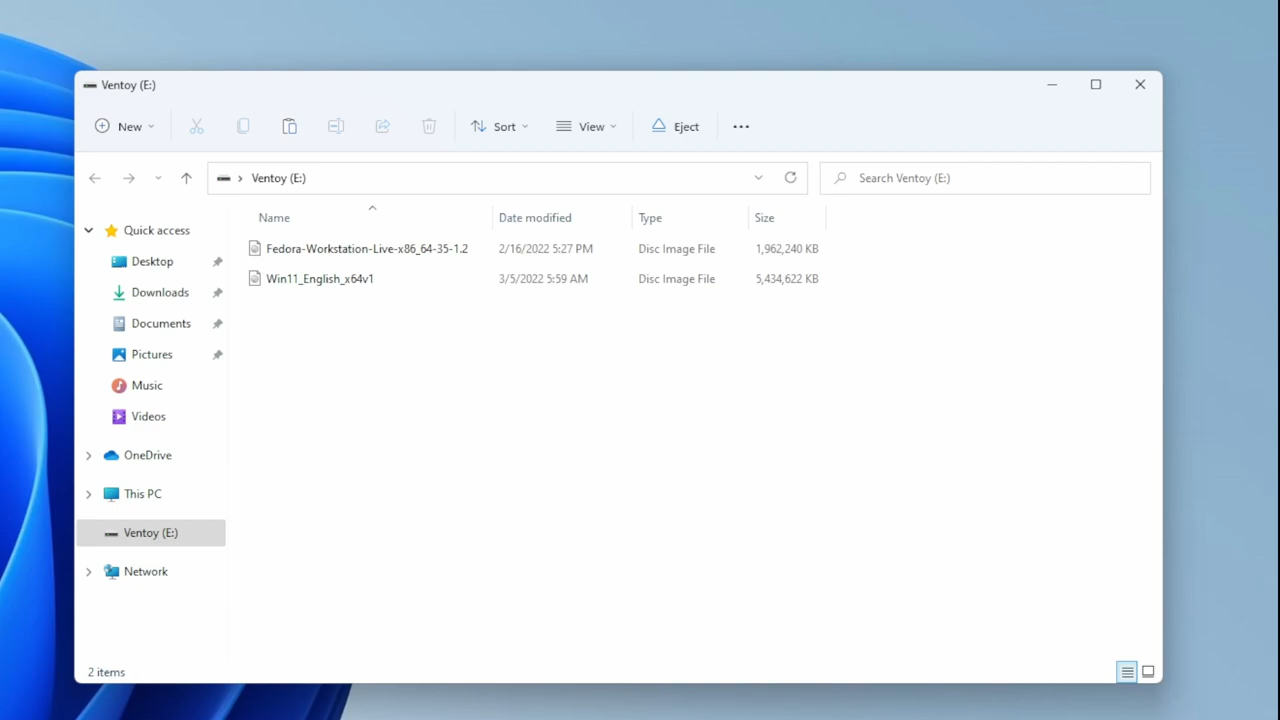 Ventoy (E:)
New
Sort
View
Eject
Ventoy (E:)
Search Ventoy (E:)
Name Date modified Type Size
Fedora-Workstation-Live-x86_64-35-1.2 2/16/2022 5:27 PM Disc Image File 1,962,240 KB
Win11_English_x64v1 3/5/2022 5:59 AM Disc Image File 5,434,622 KB
Quick access
Desktop
Downloads
Documents
Pictures
Music
Videos
OneDrive
This PC
Ventoy (E:)
Network
2 items